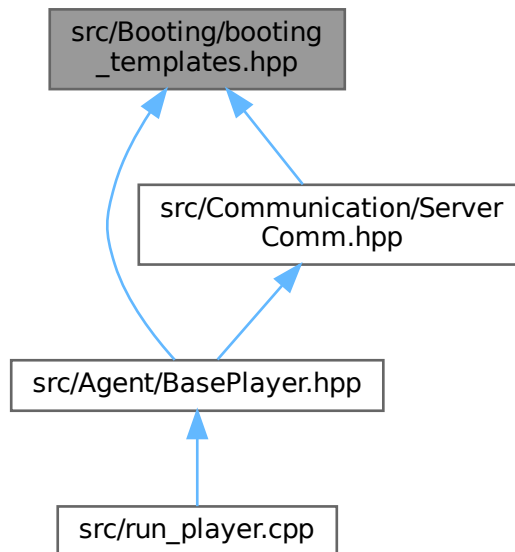 src/Booting/booting
_templates.hpp
src/Communication/Server
Comm.hpp
src/Agent/BasePlayer.hpp
src/run_player.cpp